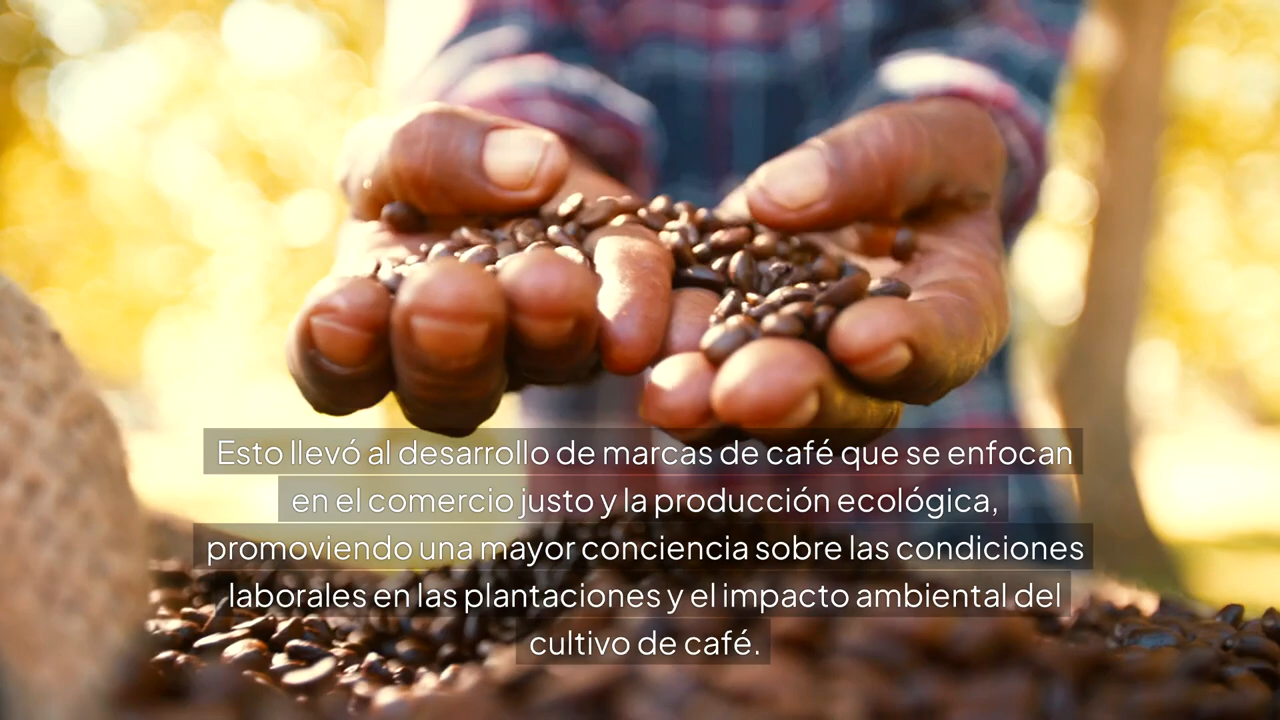 Esto llevó al desarrollo de marcas de café que se enfocan
en el comercio justo y la producción ecológica,
promoviendo una mayor conciencia sobre las condiciones
laborales en las plantaciones y el impacto ambiental del
cultivo de café.